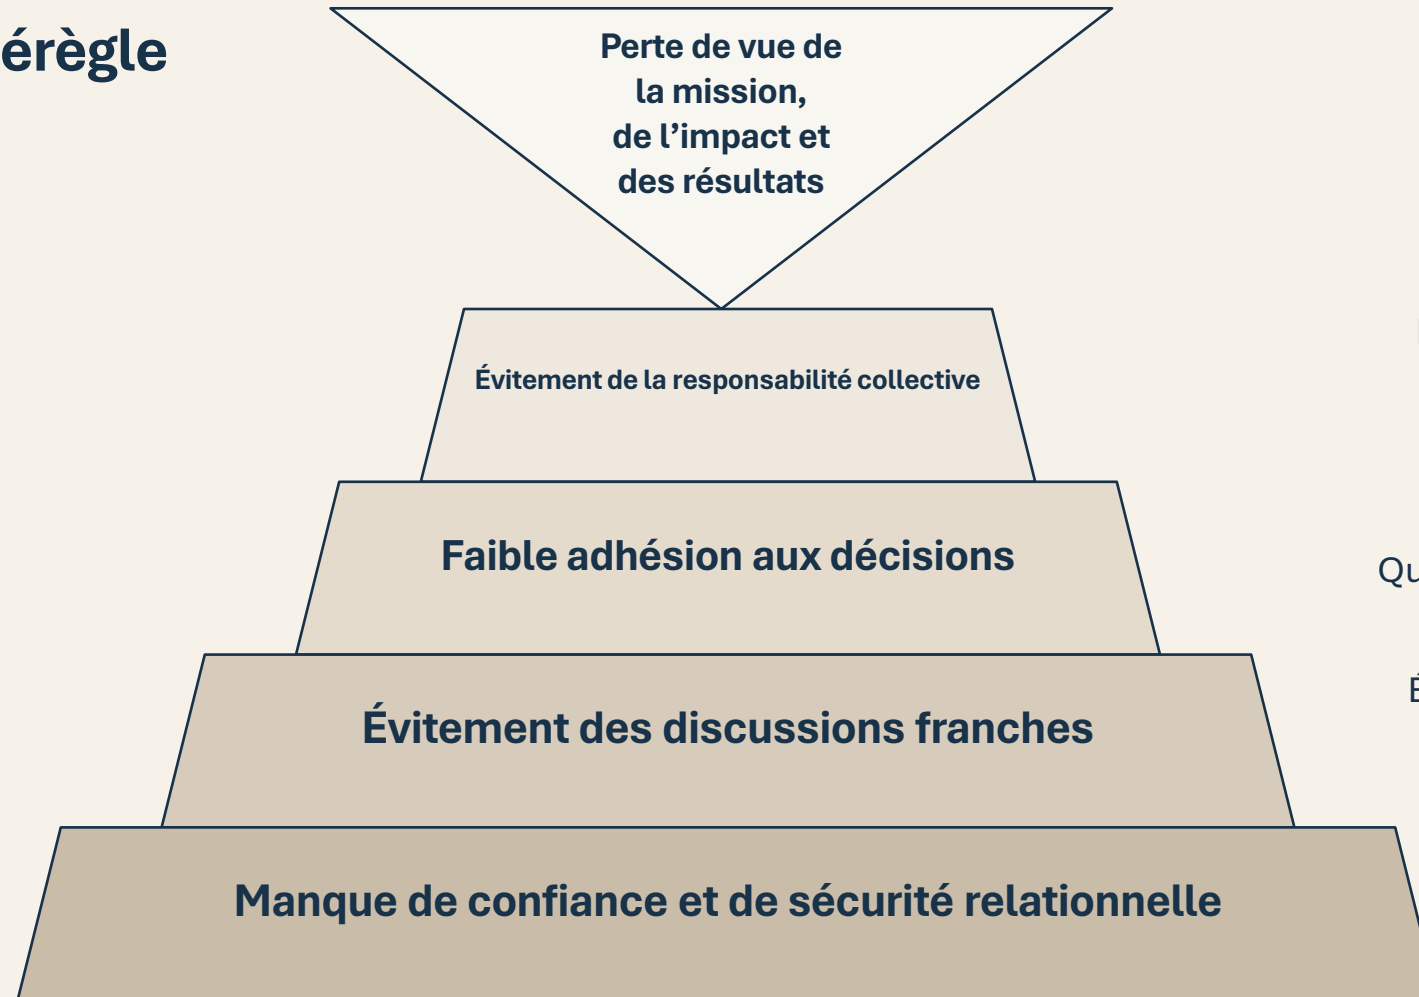 érègle
Perte de vue de
la mission,
de l’impact et
des résultats
Évitement de la responsabilité collective
Faible adhésion aux décisions
Qu
Évitement des discussions franches
Manque de confiance et de sécurité relationnelle